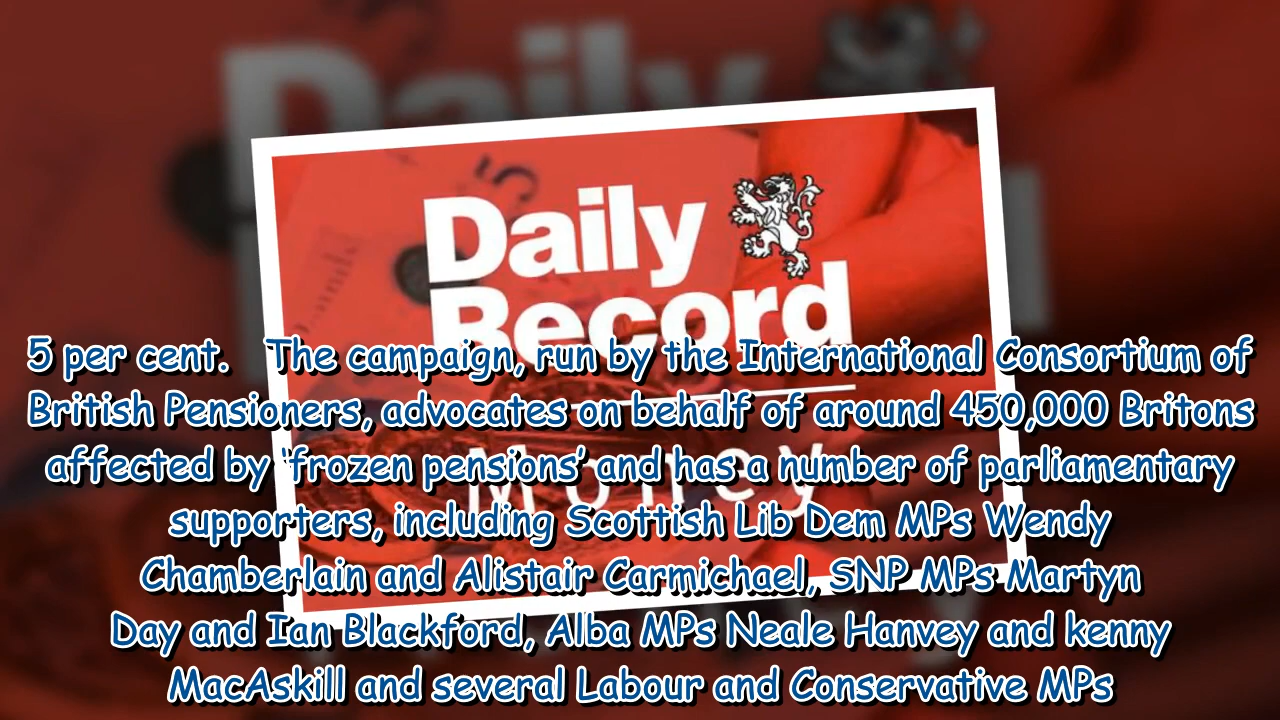 Daily
Record
Money
5 per cent. The campaign, run by the International Consortium of
British Pensioners, advocates on behalf of around 450,000 Britons
affected by ‘frozen pensions’ and has a number of parliamentary
supporters, including Scottish Lib Dem MPs Wendy
Chamberlain and Alistair Carmichael, SNP MPs Martyn
Day and Ian Blackford, Alba MPs Neale Hanvey and kenny
MacAskill and several Labour and Conservative MPs